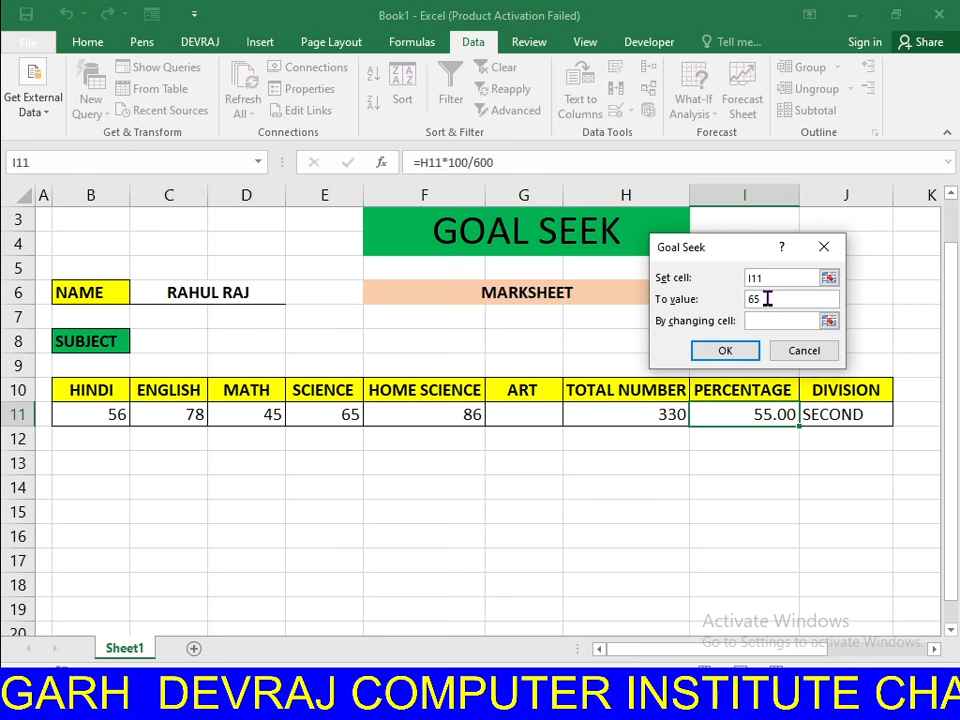 Book1 - Excel (Product Activation Failed)
File Home Pens DEVRAJ Insert Page Layout Formulas Data Review View Developer Tell me... Sign in Share
Get External Data
New Query
Show Queries
From Table
Recent Sources
Get & Transform
Refresh All
Connections
Properties
Edit Links
Connections
Sort
Filter
Clear
Reapply
Advanced
Sort & Filter
Text to Columns
Data Tools
What-If Analysis
Forecast Sheet
Forecast
Group
Ungroup
Subtotal
Outline
I11 fx =H11*100/600
A B C D E F G H I J K
3
GOAL SEEK
4
5
6 NAME RAHUL RAJ MARKSHEET
7
8 SUBJECT
9
10 HINDI ENGLISH MATH SCIENCE HOME SCIENCE ART TOTAL NUMBER PERCENTAGE DIVISION
11 56 78 45 65 86 330 55.00 SECOND
12
13
14
15
16
17
18
19
20
Goal Seek ?
Set cell: I11
To value: 65
By changing cell:
OK Cancel
Activate Windows
Go to Settings to activate Windows.
Sheet1
GARH DEVRAJ COMPUTER INSTITUTE CHA